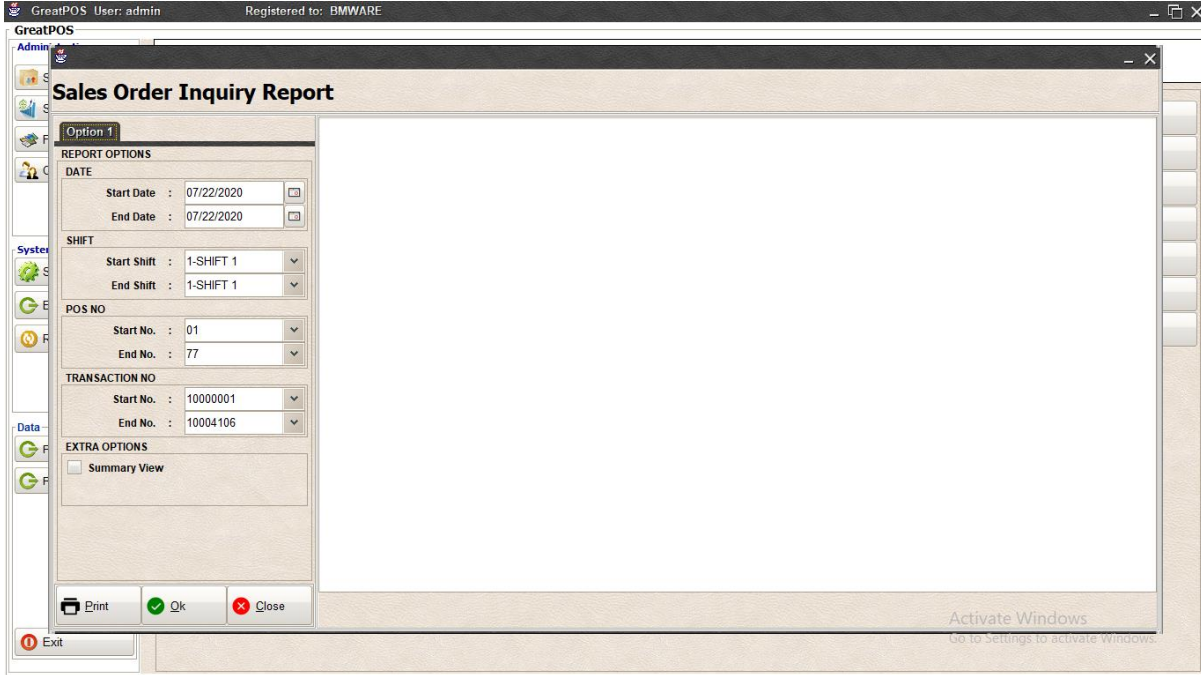 GreatPOS User: admin Registered to: BMWARE
GreatPOS
Sales Order Inquiry Report
Option 1
REPORT OPTIONS
DATE
Start Date : 07/22/2020
End Date : 07/22/2020
SHIFT
Start Shift : 1-SHIFT 1
End Shift : 1-SHIFT 1
POS NO
Start No. : 01
End No. : 77
TRANSACTION NO
Start No. : 10000001
End No. : 10004106
EXTRA OPTIONS
Summary View
Print Ok Close
Data
Exit
Activate Windows
Go to Settings to activate Windows.